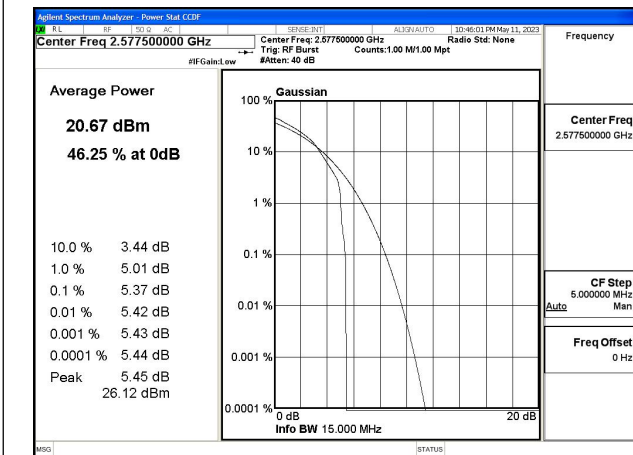 Agilent Spectrum Analyzer - Power Stat CCDF
RL RF 50 Ω AC SENSE:INT ALIGN AUTO 10:46:01 PM May 11, 2023
Center Freq 2.577500000 GHz
Center Freq: 2.577500000 GHz Radio Std: None
Trig: RF Burst Counts:1.00 M/1.00 Mpt
#IFGain:Low #Atten: 40 dB
Frequency
Average Power
20.67 dBm
46.25 % at 0dB
10.0 % 3.44 dB
1.0 % 5.01 dB
0.1 % 5.37 dB
0.01 % 5.42 dB
0.001 % 5.43 dB
0.0001 % 5.44 dB
Peak 5.45 dB
26.12 dBm
Gaussian
100 %
10 %
1 %
0.1 %
0.01 %
0.001 %
0.0001 %
0 dB 20 dB
Info BW 15.000 MHz
Center Freq
2.577500000 GHz
CF Step
5.000000 MHz
Auto Man
Freq Offset
0 Hz
MSG STATUS